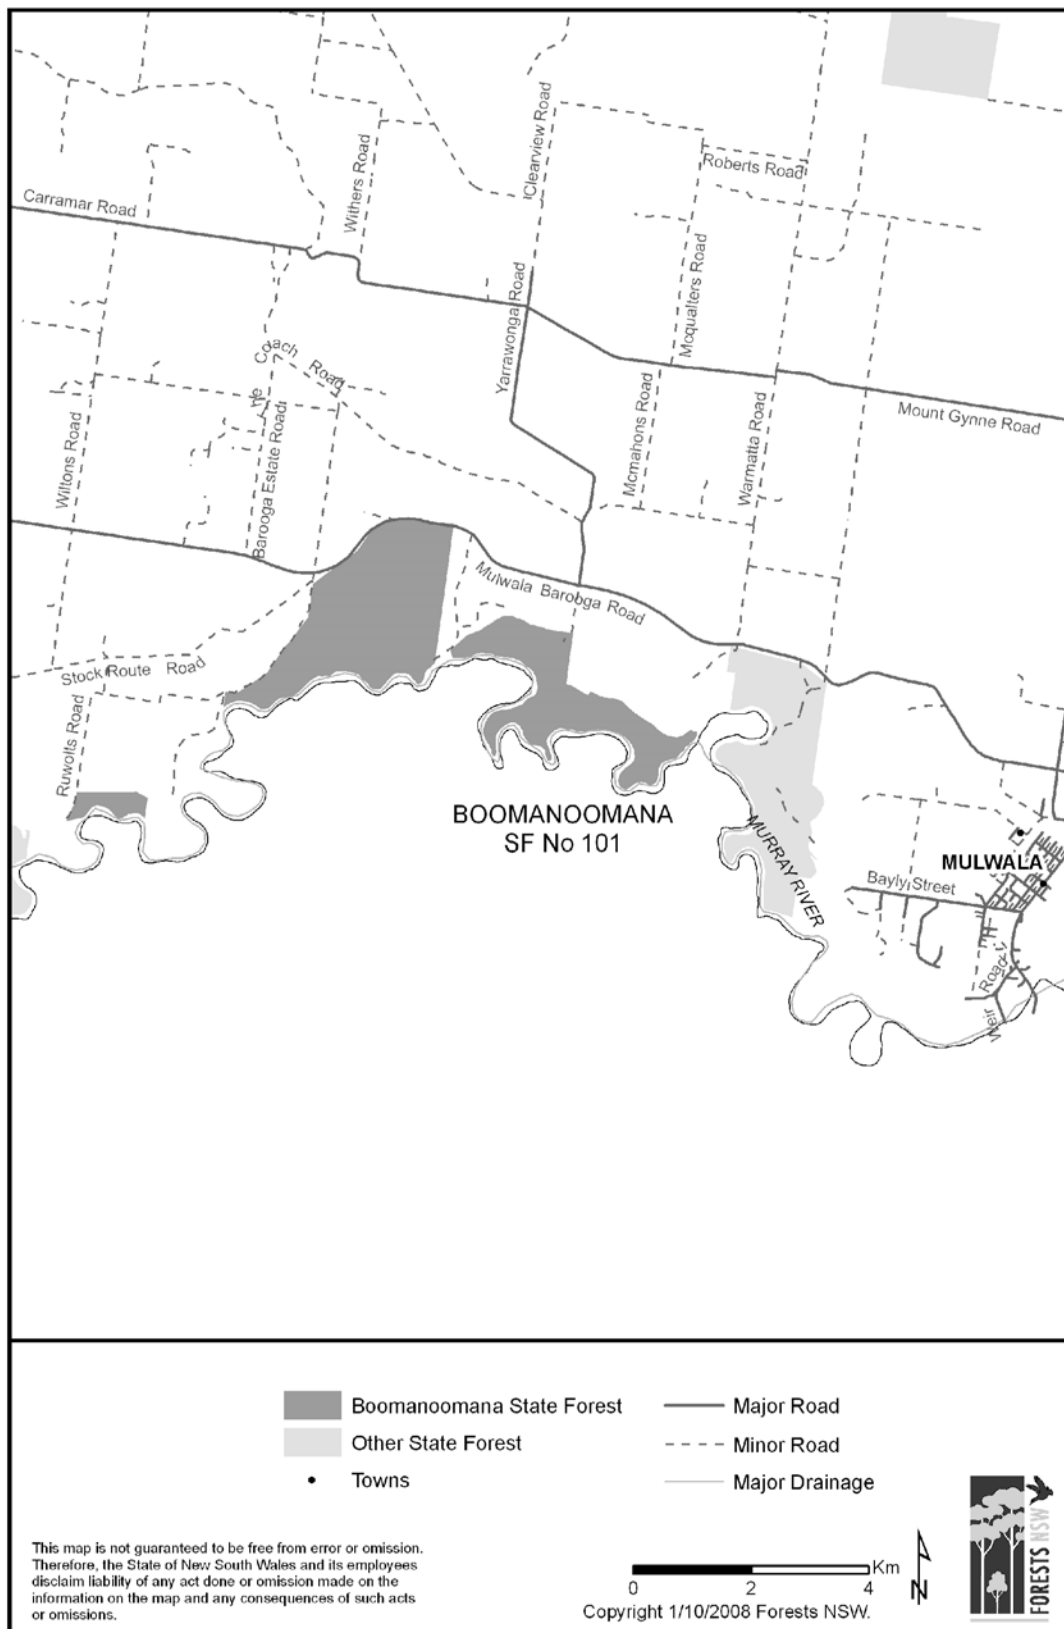 Clearview Road
Withers Road
Roberts Road
Carramar Road
Mcqualters Road
Yarrawonga Road
Coach Road
ne
Mount Gynne Road
Mcmahons Road
Warmatta Road
Wiltons Road
Barooga Estate Road
Mulwala Barooga Road
Stock Route Road
Ruwolts Road
BOOMANOOMANA
SF No 101
MURRAY RIVER
MULWALA
Bayly Street
Weir Road
Boomanoomana State Forest
Other State Forest
Towns
Major Road
Minor Road
Major Drainage
This map is not guaranteed to be free from error or omission.
Therefore, the State of New South Wales and its employees
disclaim liability of any act done or omission made on the
information on the map and any consequences of such acts
or omissions.
Km
0 2 4
Copyright 1/10/2008 Forests NSW.
N
FORESTS NSW